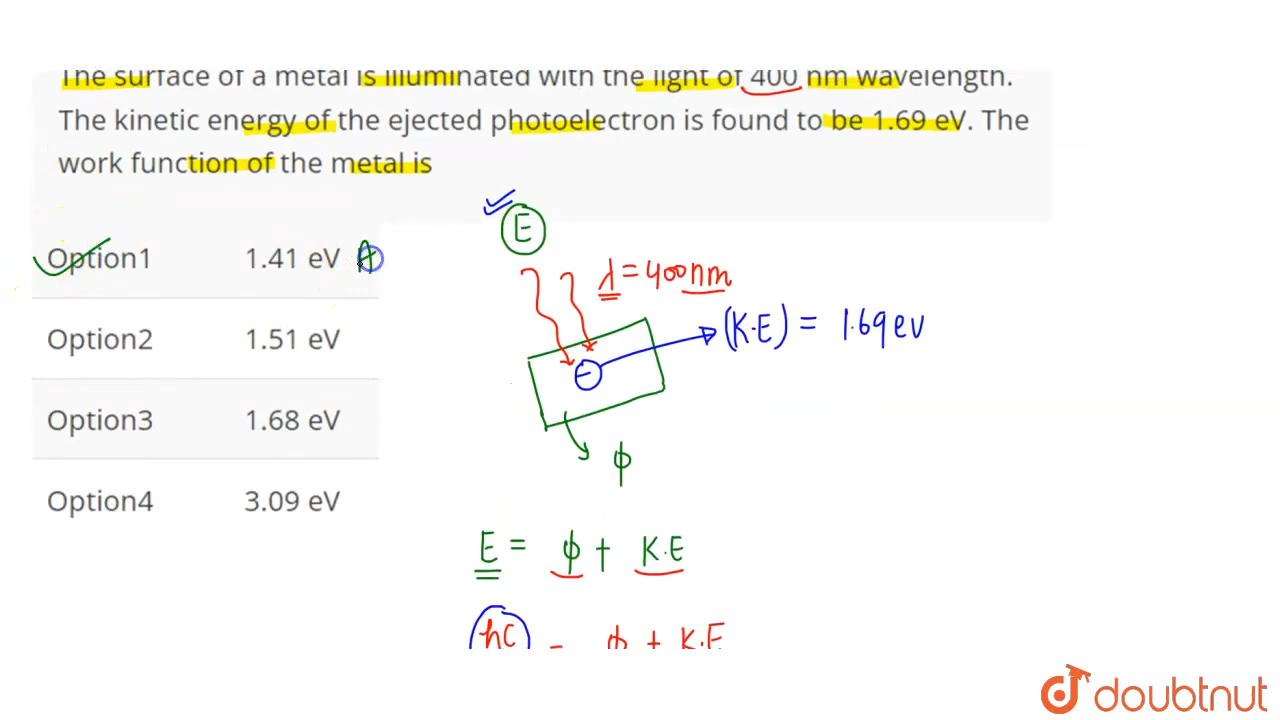 The surface of a metal is illuminated with the light of 400 nm wavelength.
The kinetic energy of the ejected photoelectron is found to be 1.69 eV. The
work function of the metal is
E
Option1 1.41 eV A
λ = 400nm
(K.E) = 1.69 ev
Option2 1.51 eV
Option3 1.68 eV
ϕ
Option4 3.09 eV
E = ϕ + K.E
hc = ϕ + K.E
doubtnut